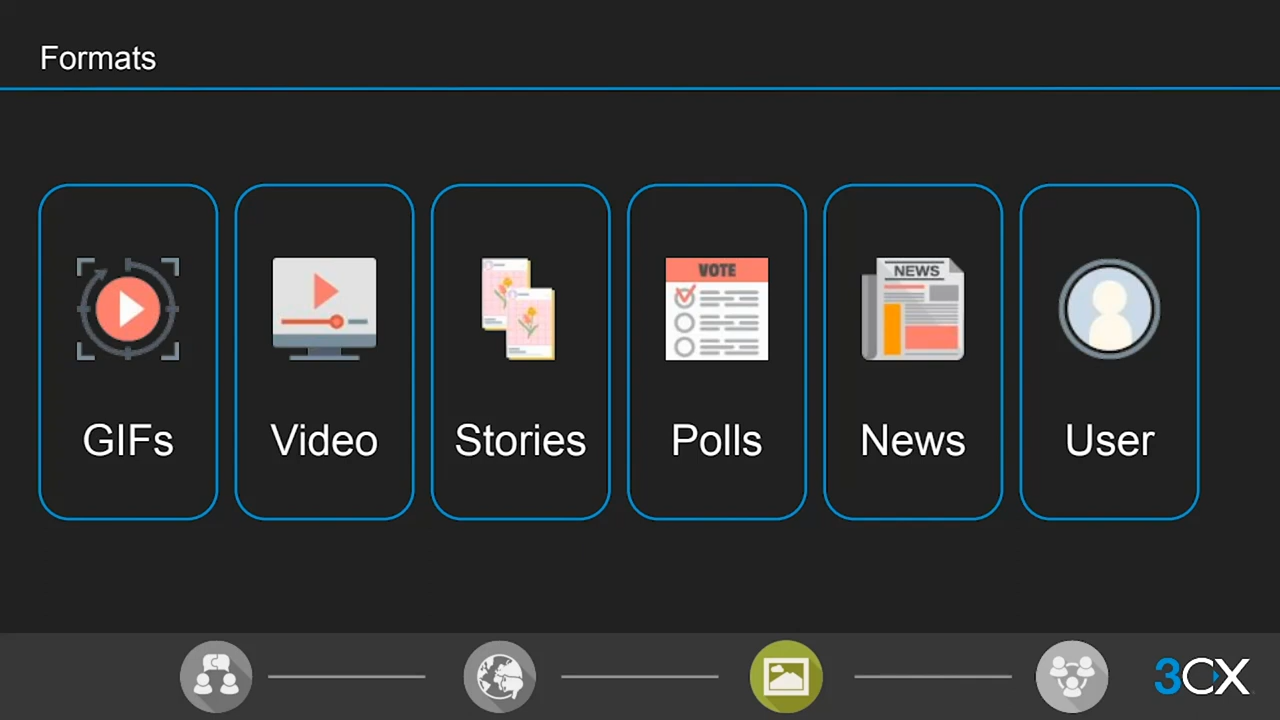 Formats
VOTE
NEWS
GIFs
Video
Stories
Polls
News
User
3CX